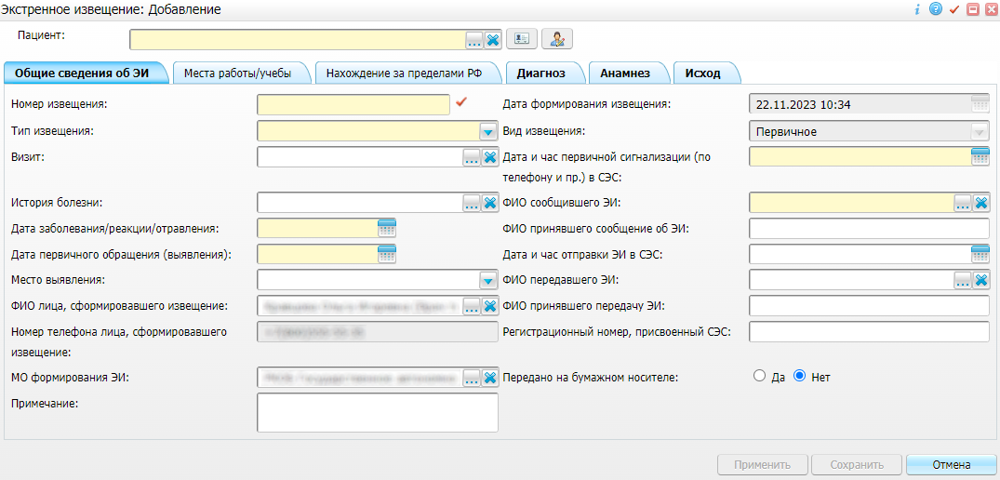 Экстренное извещение: Добавление
Пациент:
Общие сведения об ЭИ
Места работы/учебы
Нахождение за пределами РФ
Диагноз
Анамнез
Исход
Номер извещения:
Дата формирования извещения:
22.11.2023 10:34
Тип извещения:
Вид извещения:
Первичное
Визит:
Дата и час первичной сигнализации (по
телефону и пр.) в СЭС:
История болезни:
ФИО сообщившего ЭИ:
Дата заболевания/реакции/отравления:
ФИО принявшего сообщение об ЭИ:
Дата первичного обращения (выявления):
Дата и час отправки ЭИ в СЭС:
Место выявления:
ФИО передавшего ЭИ:
ФИО лица, сформировавшего извещение:
ФИО принявшего передачу ЭИ:
Номер телефона лица, сформировавшего
извещение:
Регистрационный номер, присвоенный СЭС:
МО формирования ЭИ:
Передано на бумажном носителе:
Да
Нет
Примечание:
Применить
Сохранить
Отмена